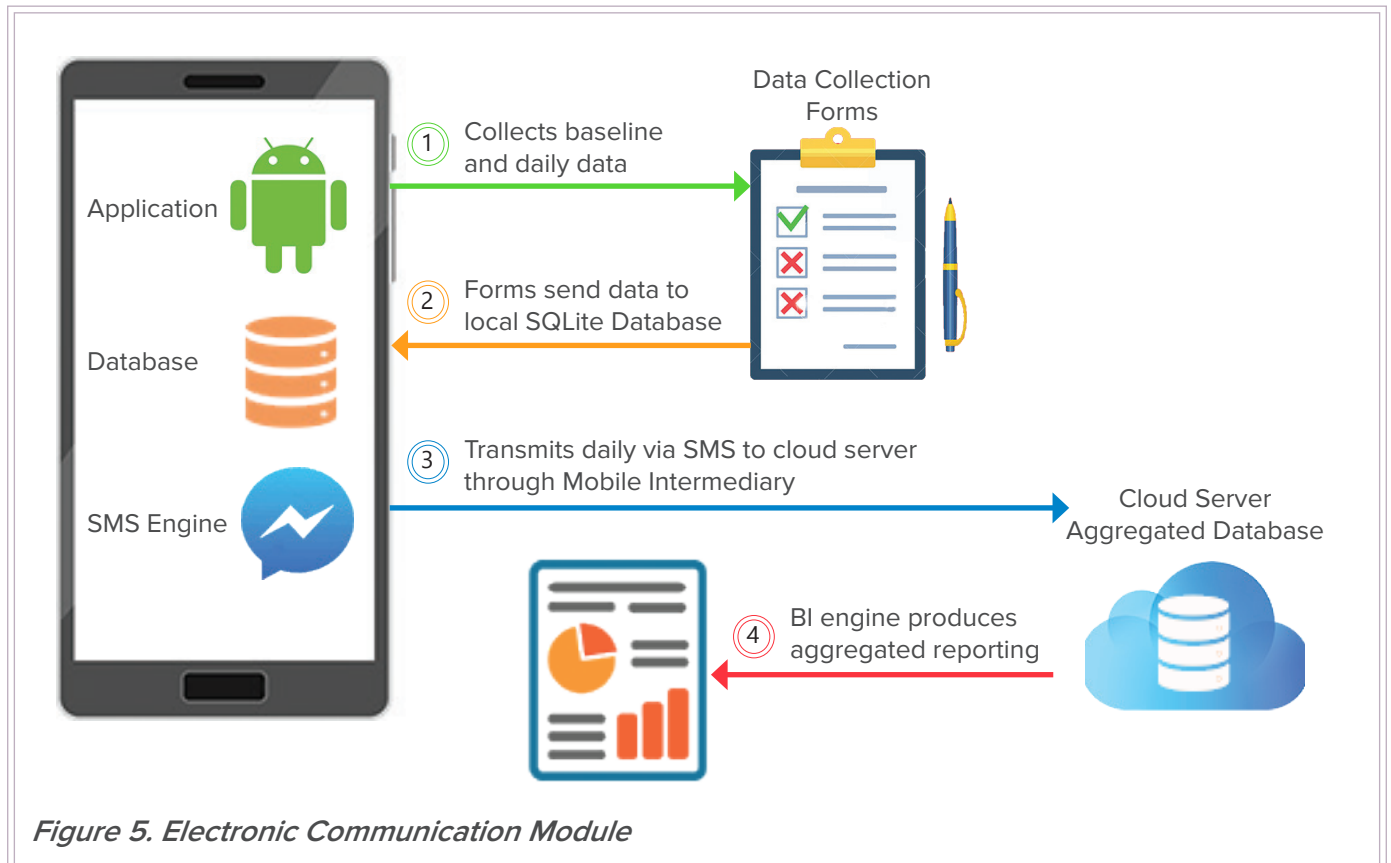 Data Collection
Forms
1
Collects baseline
and daily data
Application
2
Forms send data to
local SQLite Database
Database
3
Transmits daily via SMS to cloud server
through Mobile Intermediary
SMS Engine
Cloud Server
Aggregated Database
4
BI engine produces
aggregated reporting
Figure 5. Electronic Communication Module